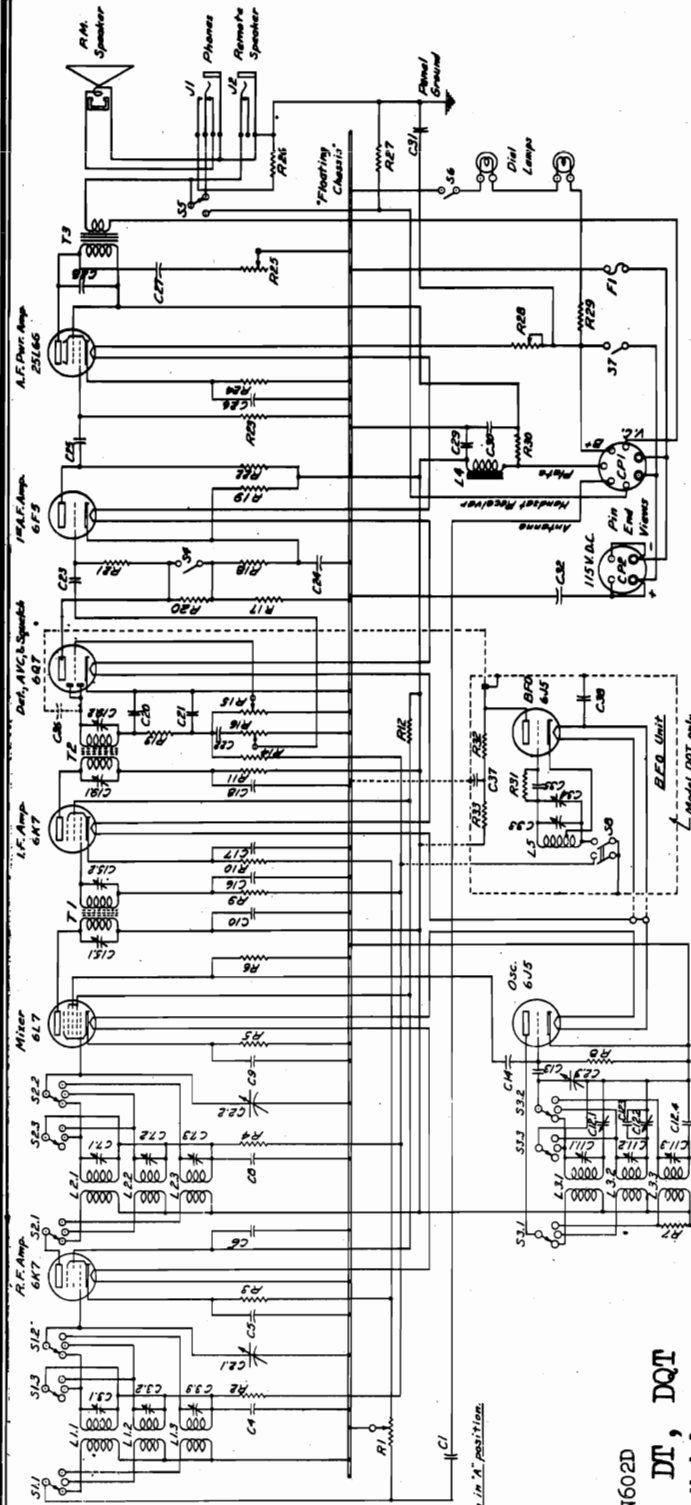 R.F. Amp.
6K7
Mixer
6L7
I.F. Amp.
6K7
Det., AVC, & Squelch
6Q7
1st A.F. Amp.
6F5
A.F. Pwr. Amp.
25L6G
P.M.
Speaker
S1.1
S1.3
S1.2
S2.1
S2.3
S2.2
T1
T2
T3
S5
J1
Phones
J2
Remote
Speaker
L1.1
C3.1
L1.2
C3.2
L1.3
C3.3
C4
R2
C2.1
C5
R3
C6
L2.1
C7.1
L2.2
C7.2
L2.3
C7.3
C8
R4
C2.2
C9
R5
R6
C15.1
C15.2
C10
R9
C16
R10
C17
C19.1
C19.2
C36
C18
R11
R14
C22
R16
R15
R13
C20
C21
R12
R20
S4
R17
R18
R21
C23
C24
R19
R22
C25
R23
C26
R24
C28
C27
R25
R26
"Floating
Chassis"
R27
C31
Panel
Ground
R1
C1
in "A" position.
S3.1
S3.3
S3.2
Osc.
6J5
C14
C13
C2.3
R8
L3.1
L3.2
L3.3
C11.1
C11.2
C11.3
C12.1
C12.2
C12.3
C12.4
R7
R33
R32
C37
R31
C35
C34
C33
L5
S8
BFO
6J5
C38
B.F.O. Unit
Model DQT only
L4
C29
C30
R30
Plate
Handset Receiver
Antenna
B+
V.C.
CP1
Pin
End
Views
CP2
115 V.D.C.
+
-
C32
R28
R29
S7
F1
S6
Dial
Lamps
N602D
DT, DQT